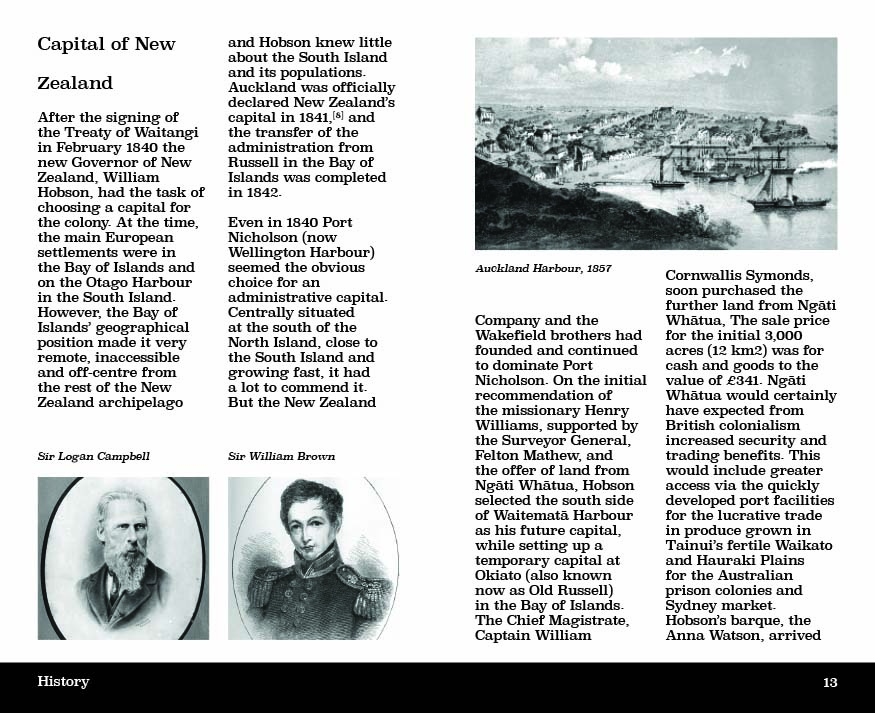 Capital of New
Zealand
After the signing of
the Treaty of Waitangi
in February 1840 the
new Governor of New
Zealand, William
Hobson, had the task of
choosing a capital for
the colony. At the time,
the main European
settlements were in
the Bay of Islands and
on the Otago Harbour
in the South Island.
However, the Bay of
Islands’ geographical
position made it very
remote, inaccessible
and off-centre from
the rest of the New
Zealand archipelago
and Hobson knew little
about the South Island
and its populations.
Auckland was officially
declared New Zealand’s
capital in 1841,[8] and
the transfer of the
administration from
Russell in the Bay of
Islands was completed
in 1842.
Even in 1840 Port
Nicholson (now
Wellington Harbour)
seemed the obvious
choice for an
administrative capital.
Centrally situated
at the south of the
North Island, close to
the South Island and
growing fast, it had
a lot to commend it.
But the New Zealand
Sir Logan Campbell
Sir William Brown
Auckland Harbour, 1857
Company and the
Wakefield brothers had
founded and continued
to dominate Port
Nicholson. On the initial
recommendation of
the missionary Henry
Williams, supported by
the Surveyor General,
Felton Mathew, and
the offer of land from
Ngāti Whātua, Hobson
selected the south side
of Waitematā Harbour
as his future capital,
while setting up a
temporary capital at
Okiato (also known
now as Old Russell)
in the Bay of Islands.
The Chief Magistrate,
Captain William
Cornwallis Symonds,
soon purchased the
further land from Ngāti
Whātua, The sale price
for the initial 3,000
acres (12 km2) was for
cash and goods to the
value of £341. Ngāti
Whātua would certainly
have expected from
British colonialism
increased security and
trading benefits. This
would include greater
access via the quickly
developed port facilities
for the lucrative trade
in produce grown in
Tainui’s fertile Waikato
and Hauraki Plains
for the Australian
prison colonies and
Sydney market.
Hobson’s barque, the
Anna Watson, arrived
History
13